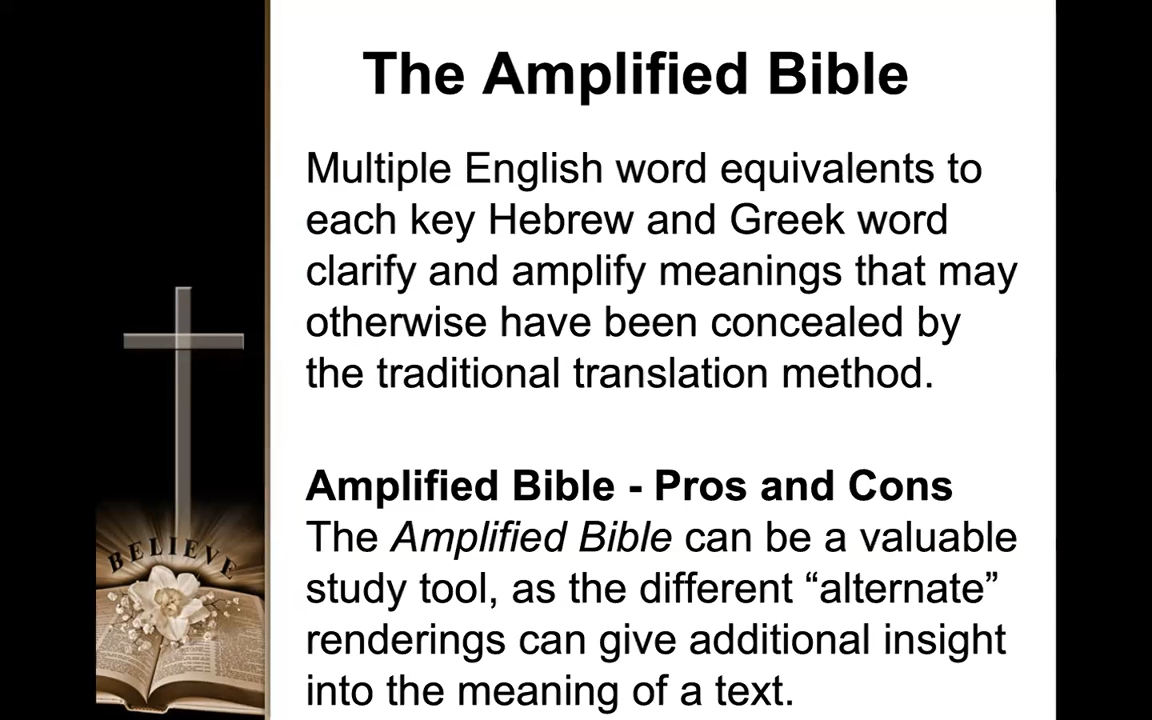 The Amplified Bible
Multiple English word equivalents to
each key Hebrew and Greek word
clarify and amplify meanings that may
otherwise have been concealed by
the traditional translation method.
Amplified Bible - Pros and Cons
The Amplified Bible can be a valuable
study tool, as the different “alternate”
renderings can give additional insight
into the meaning of a text.
BELIEVE